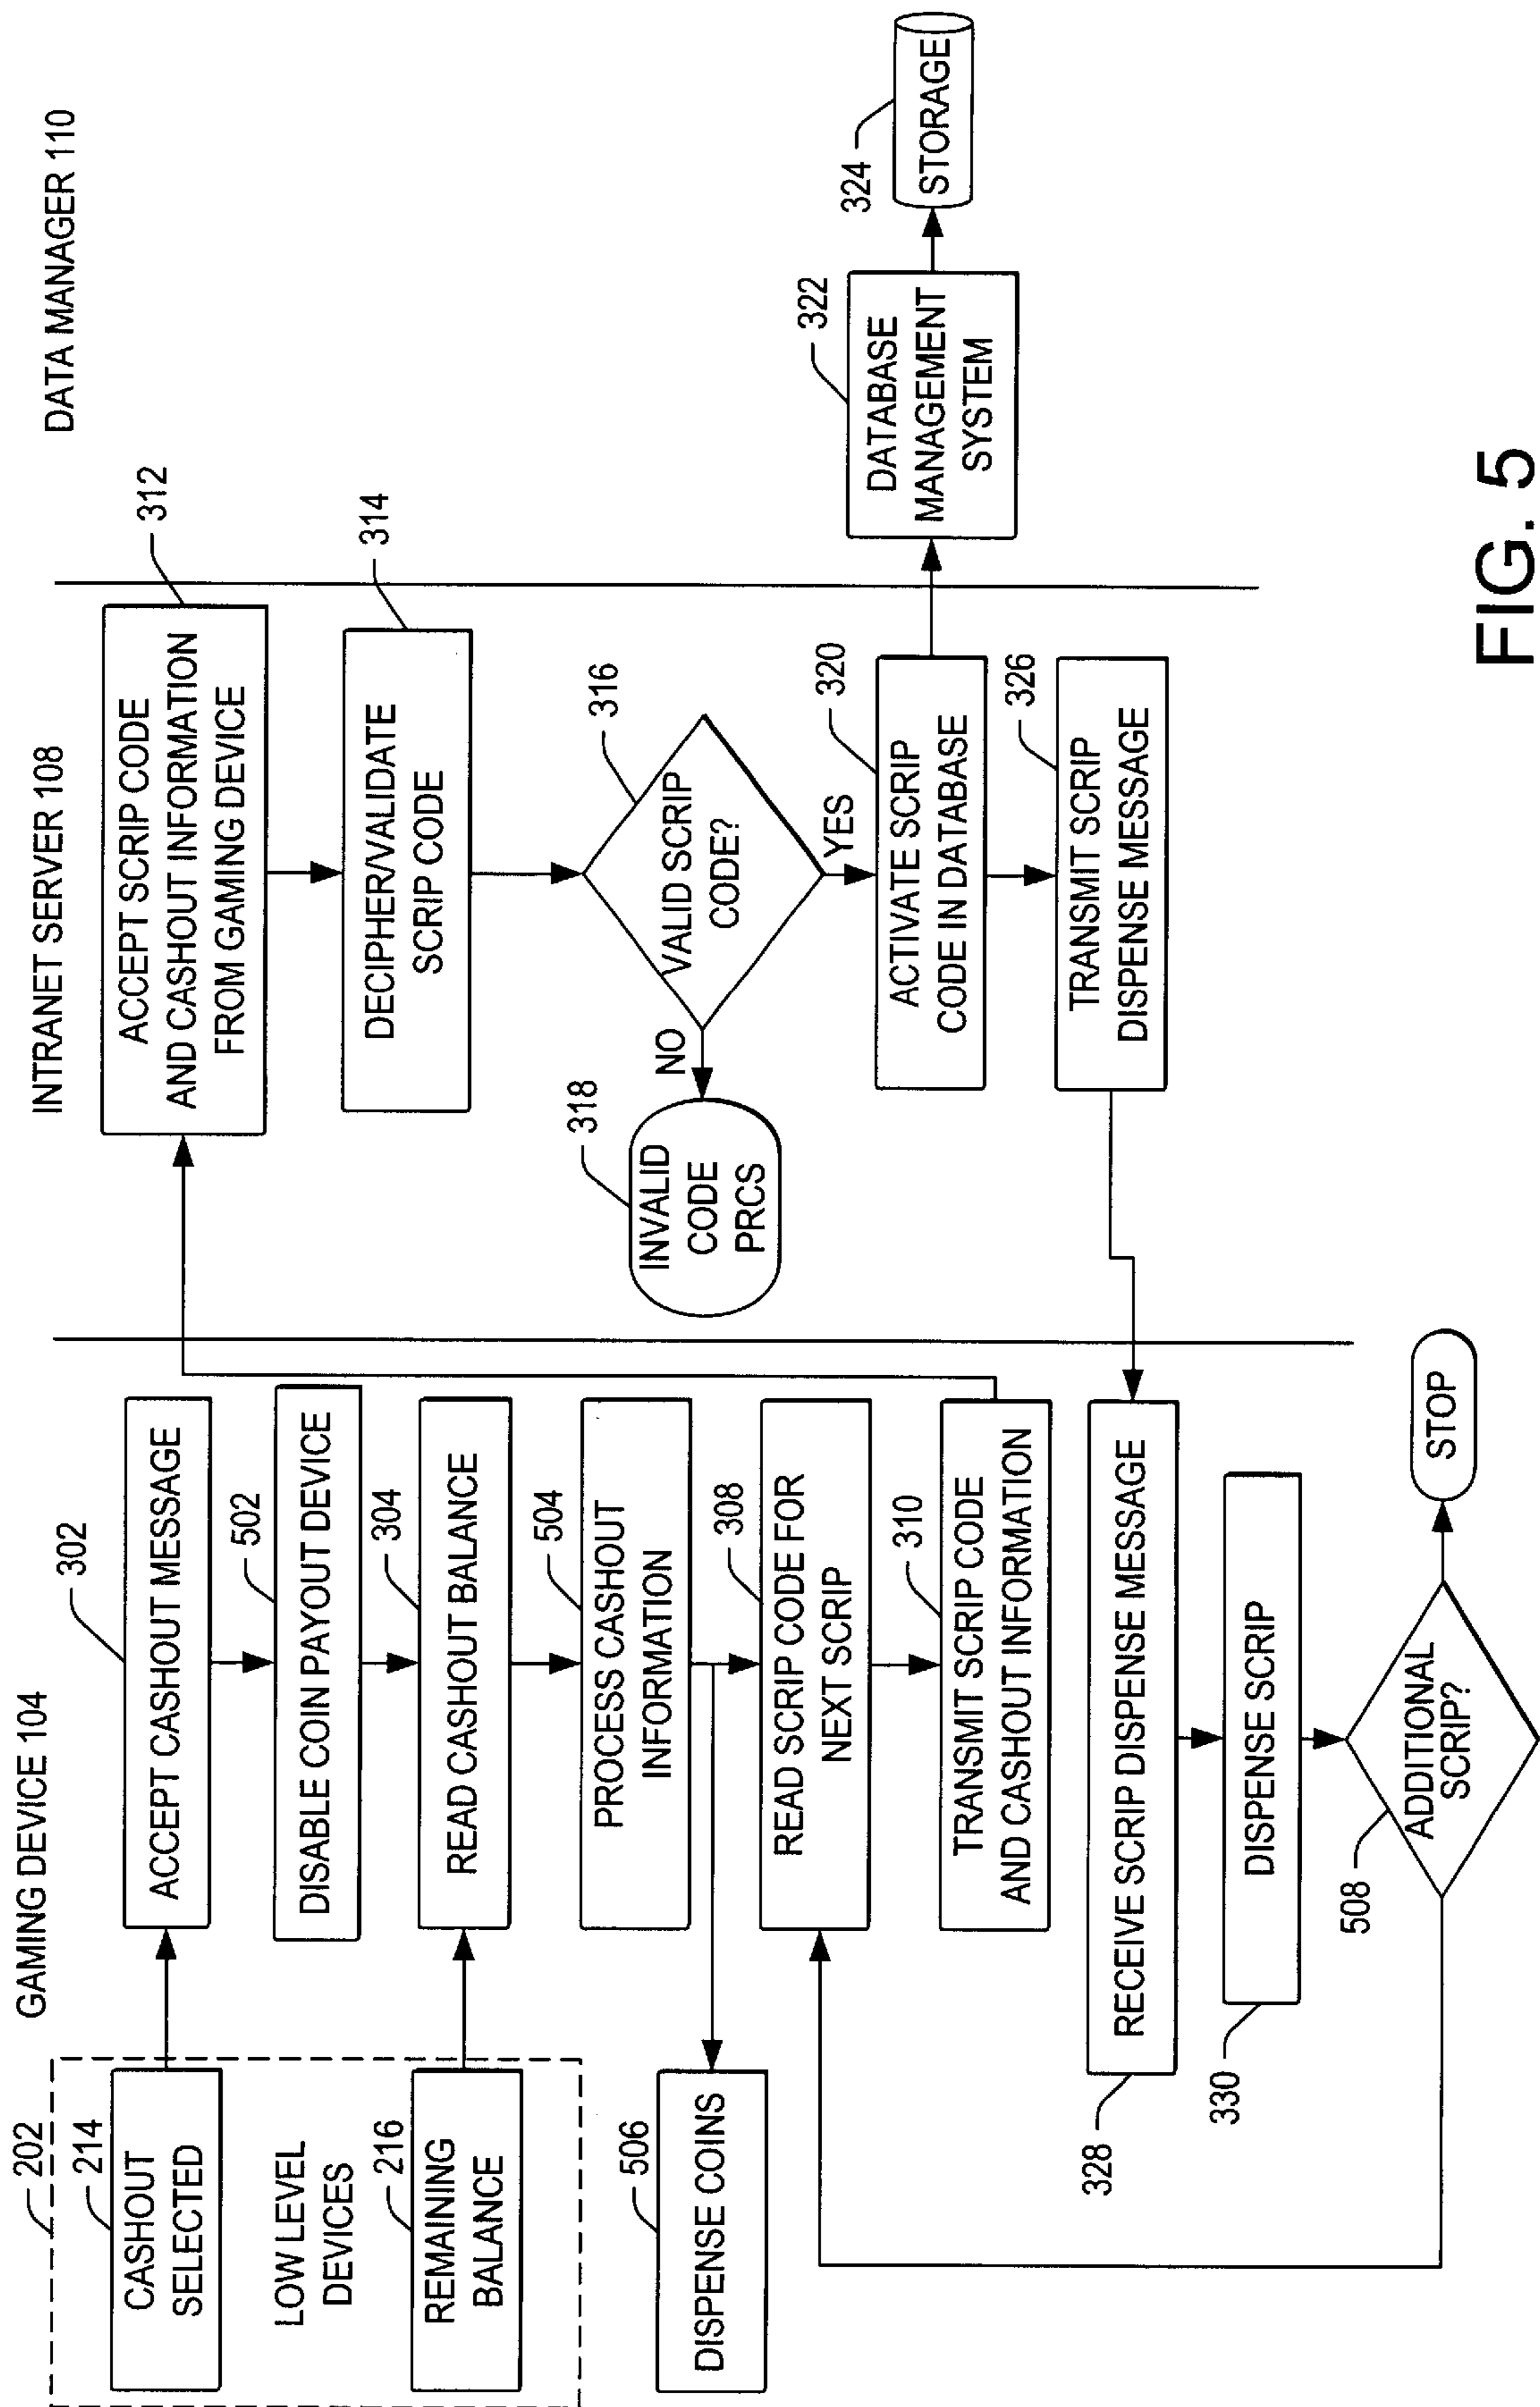 GAMING DEVICE 104
INTRANET SERVER 108
DATA MANAGER 110
202
214
CASHOUT
SELECTED
LOW LEVEL
DEVICES
216
REMAINING
BALANCE
506
DISPENSE COINS
302
ACCEPT CASHOUT MESSAGE
502
DISABLE COIN PAYOUT DEVICE
304
READ CASHOUT BALANCE
504
PROCESS CASHOUT
INFORMATION
308
READ SCRIP CODE FOR
NEXT SCRIP
310
TRANSMIT SCRIP CODE
AND CASHOUT INFORMATION
328
RECEIVE SCRIP DISPENSE MESSAGE
330
DISPENSE SCRIP
508
ADDITIONAL
SCRIP?
STOP
312
ACCEPT SCRIP CODE
AND CASHOUT INFORMATION
FROM GAMING DEVICE
314
DECIPHER/VALIDATE
SCRIP CODE
316
VALID SCRIP
CODE?
NO
YES
318
INVALID
CODE
PRCS
320
ACTIVATE SCRIP
CODE IN DATABASE
326
TRANSMIT SCRIP
DISPENSE MESSAGE
322
DATABASE
MANAGEMENT
SYSTEM
324
STORAGE
FIG. 5